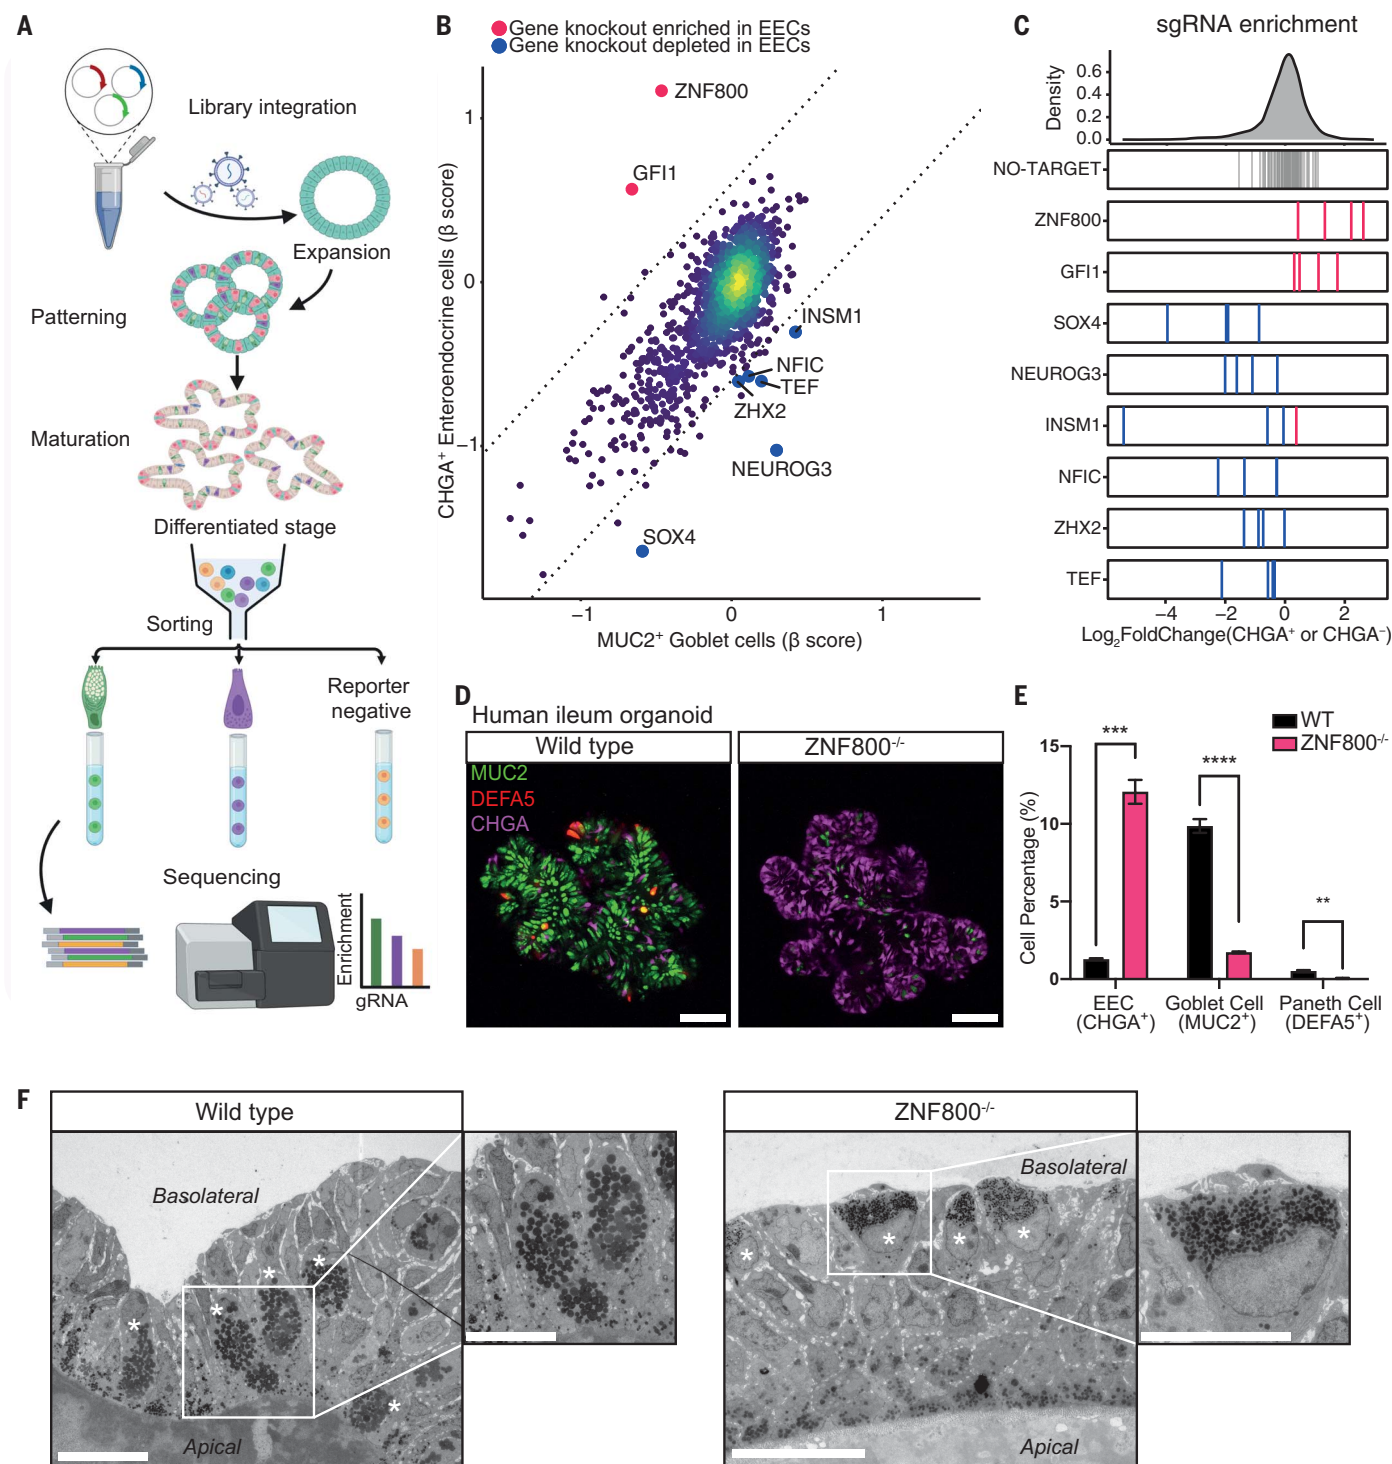 A
Library integration
Expansion
Patterning
Maturation
Differentiated stage
Sorting
Reporter
negative
Sequencing
Enrichment
gRNA
B
Gene knockout enriched in EECs
Gene knockout depleted in EECs
CHGA⁺ Enteroendocrine cells (β score)
1
0
−1
ZNF800
GFI1
INSM1
NFIC
TEF
ZHX2
NEUROG3
SOX4
−1
0
1
MUC2⁺ Goblet cells (β score)
C
sgRNA enrichment
Density
0.6
0.4
0.2
0.0
NO-TARGET
ZNF800
GFI1
SOX4
NEUROG3
INSM1
NFIC
ZHX2
TEF
−4
−2
0
2
Log₂FoldChange(CHGA⁺ or CHGA⁻)
D
Human ileum organoid
Wild type
ZNF800⁻/⁻
MUC2
DEFA5
CHGA
E
WT
ZNF800⁻/⁻
Cell Percentage (%)
15
10
5
0
***
****
**
EEC
(CHGA⁺)
Goblet Cell
(MUC2⁺)
Paneth Cell
(DEFA5⁺)
F
Wild type
Basolateral
*
*
*
*
*
Apical
ZNF800⁻/⁻
Basolateral
*
*
*
*
Apical